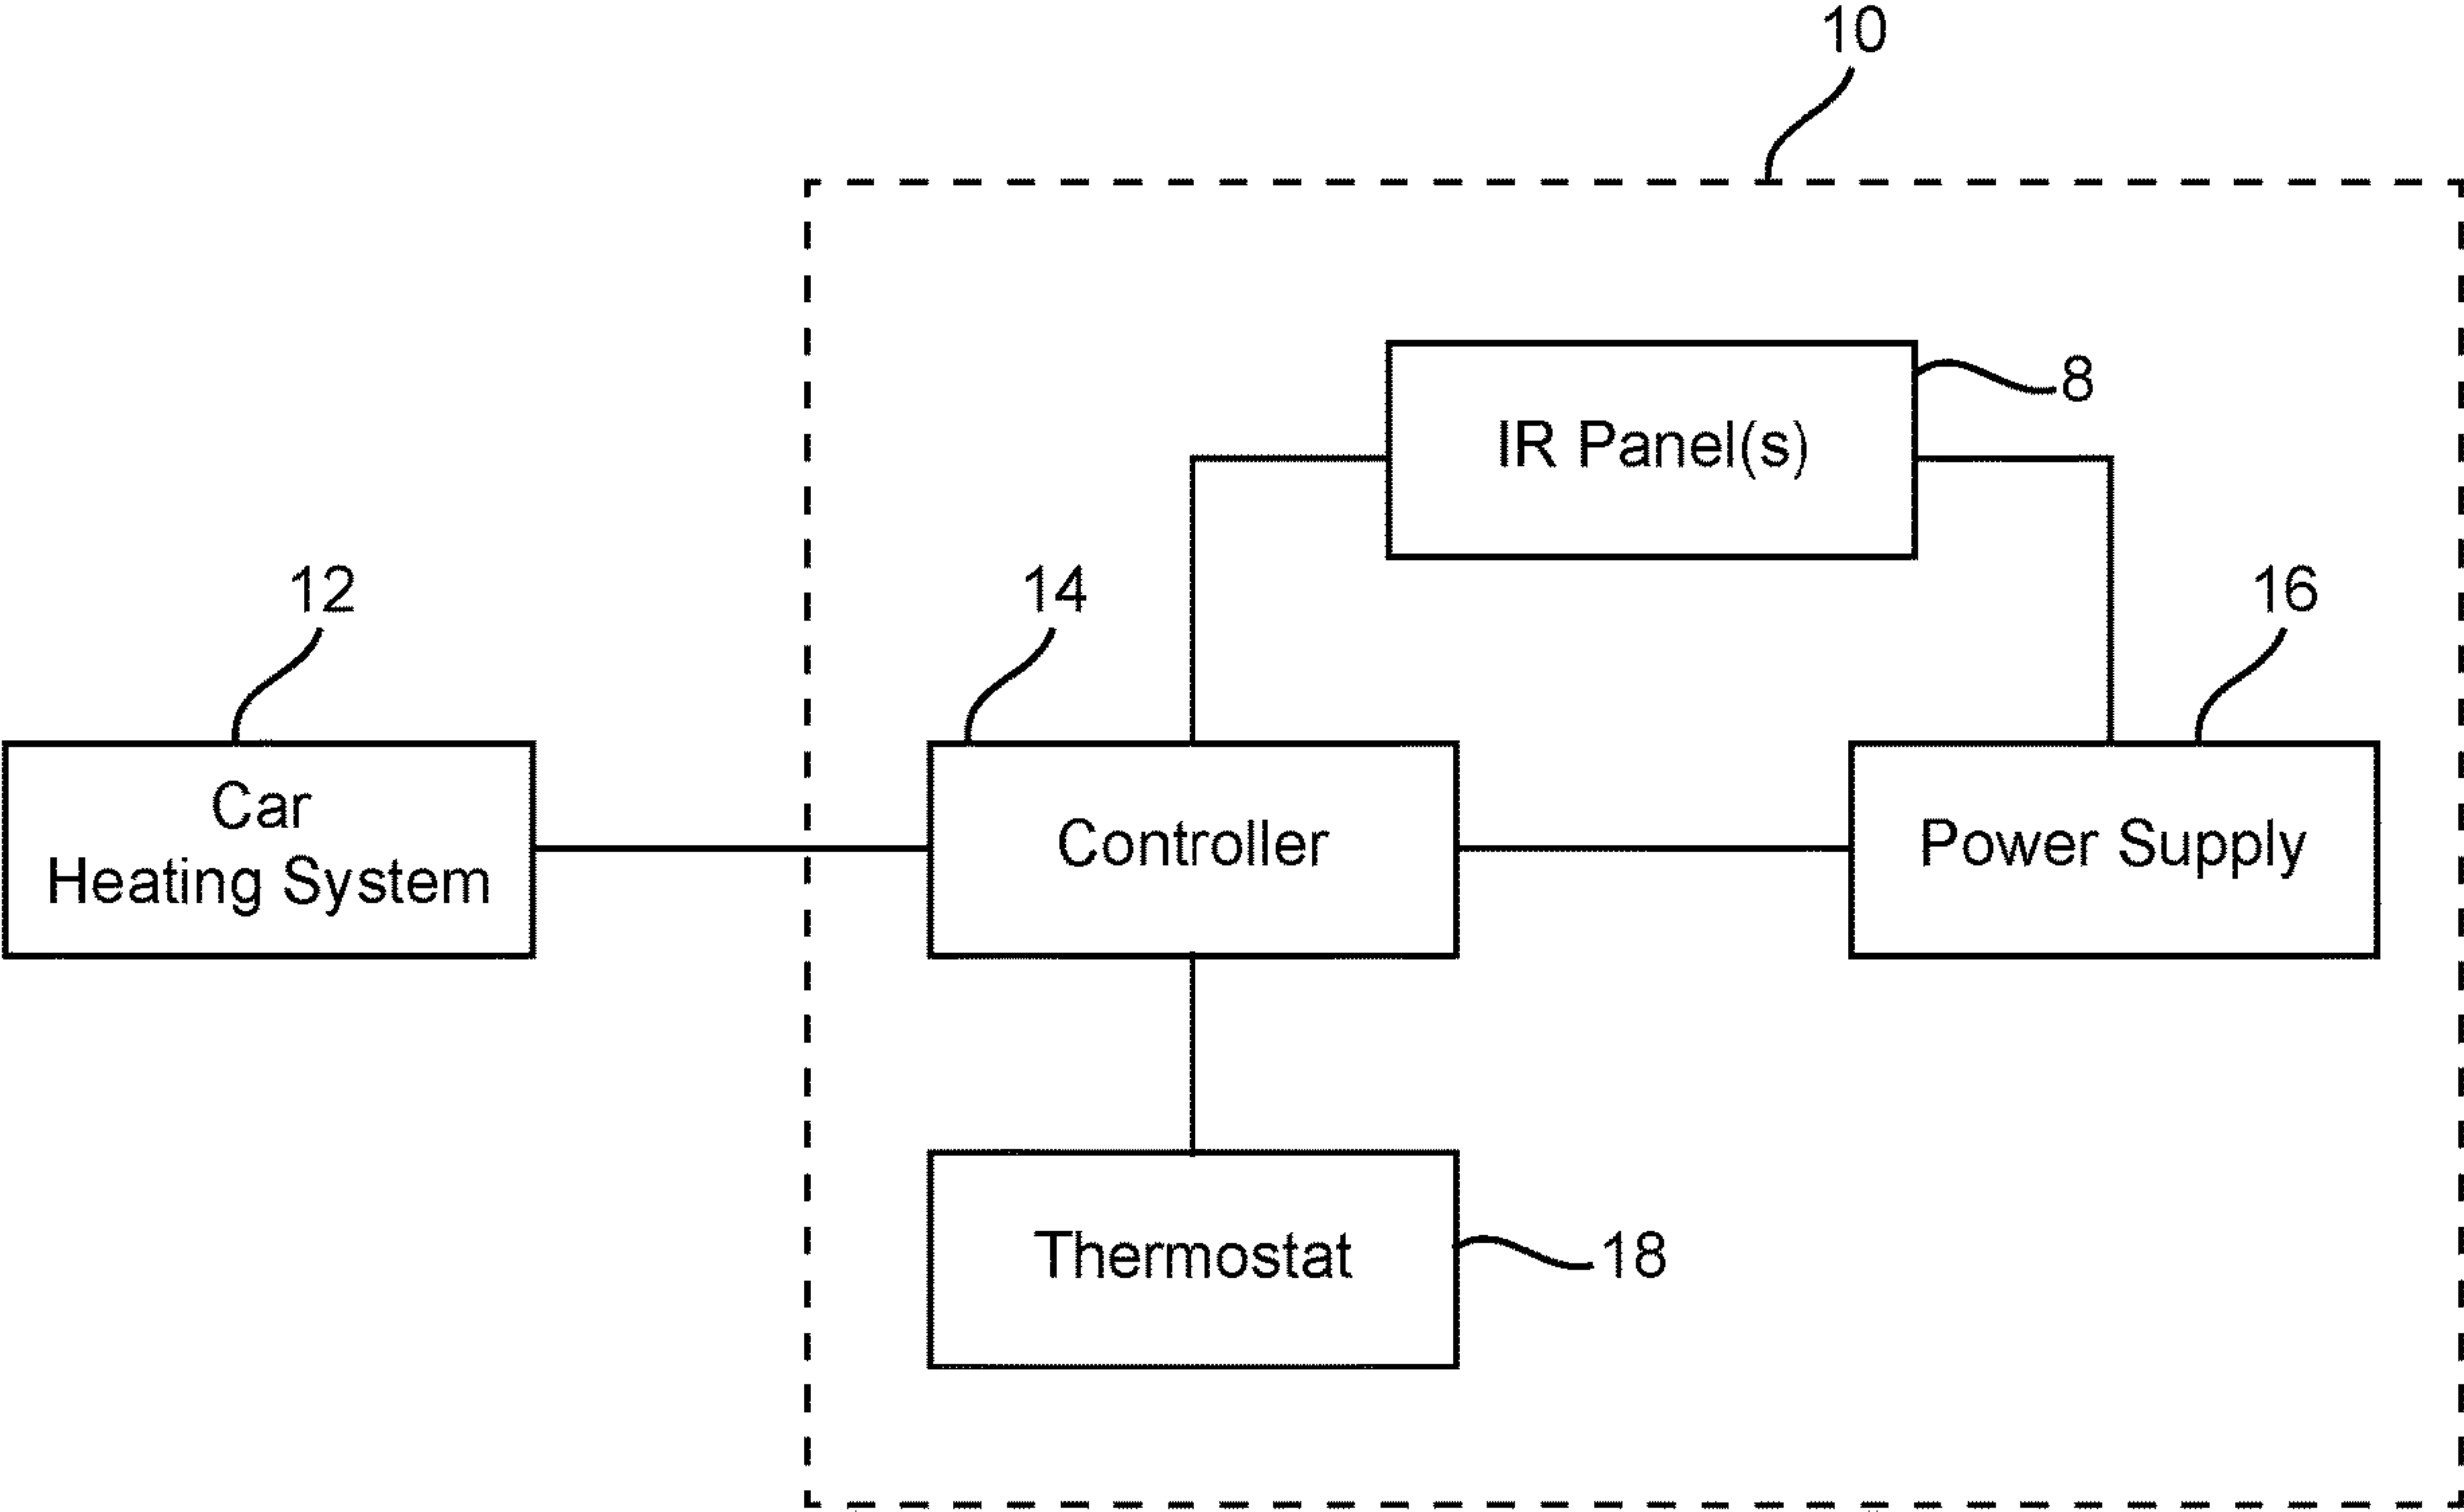 10
IR Panel(s)
8
12
14
16
Car
Heating System
Controller
Power Supply
Thermostat
18